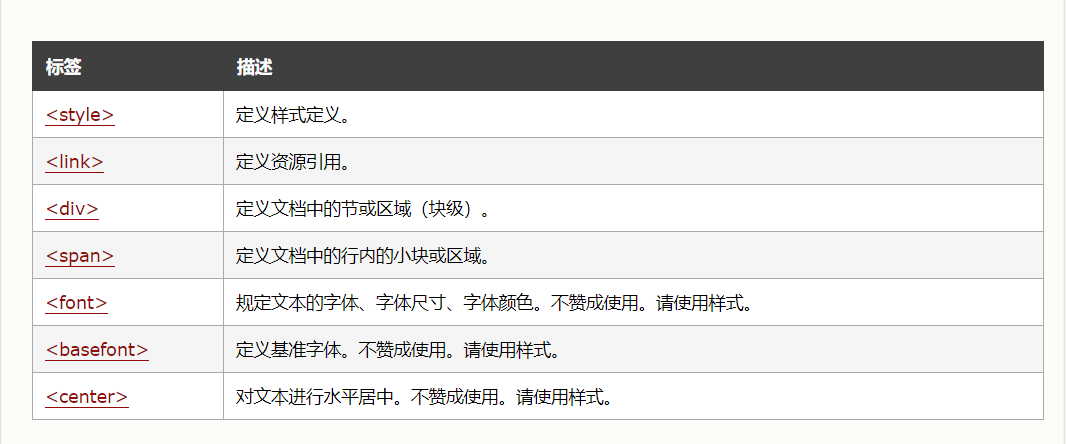 标签 描述
<style> 定义样式定义。
<link> 定义资源引用。
<div> 定义文档中的节或区域（块级）。
<span> 定义文档中的行内的小块或区域。
<font> 规定文本的字体、字体尺寸、字体颜色。不赞成使用。请使用样式。
<basefont> 定义基准字体。不赞成使用。请使用样式。
<center> 对文本进行水平居中。不赞成使用。请使用样式。